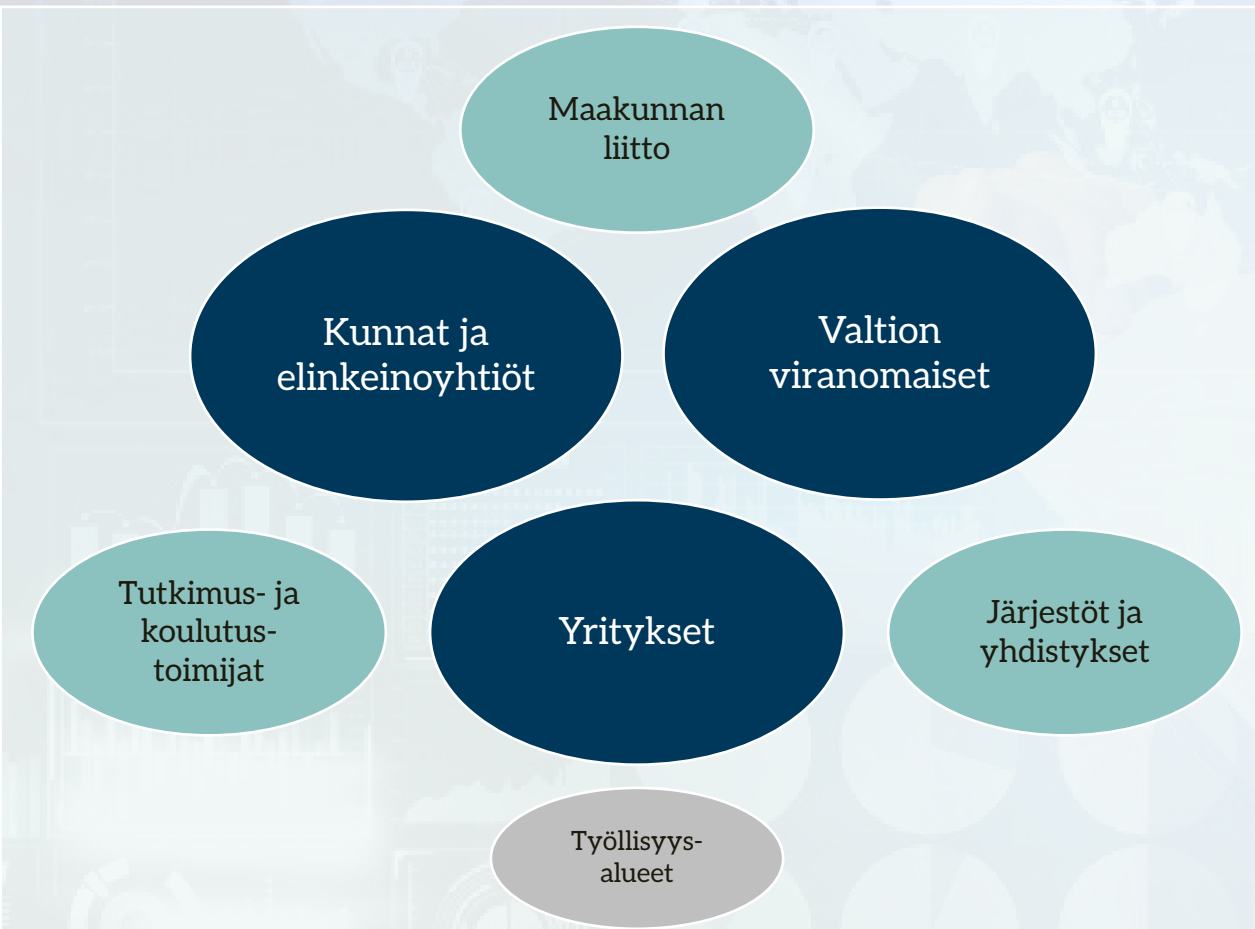 Maakunnan
liitto
Kunnat ja
elinkeinoyhtiöt
Valtion
viranomaiset
Tutkimus- ja
koulutus-
toimijat
Yritykset
Järjestöt ja
yhdistykset
Työllisyys-
alueet